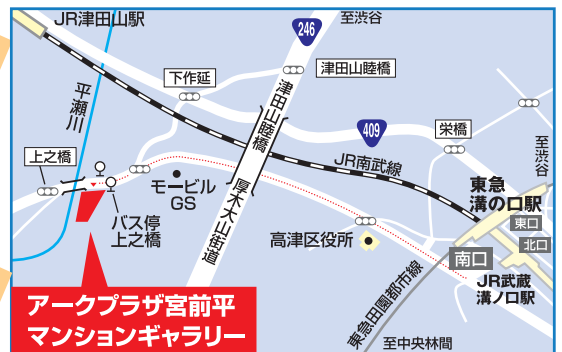 JR津田山駅
246
至渋谷
下作延
津田山睦橋
平瀬川
津田山睦橋
409
栄橋
上之橋
JR南武線
至渋谷
モービル
GS
厚木大山街道
東急
溝の口駅
東口
北口
バス停
上之橋
高津区役所
南口
東急田園都市線
JR武蔵
溝ノ口駅
アークプラザ宮前平
マンションギャラリー
至中央林間